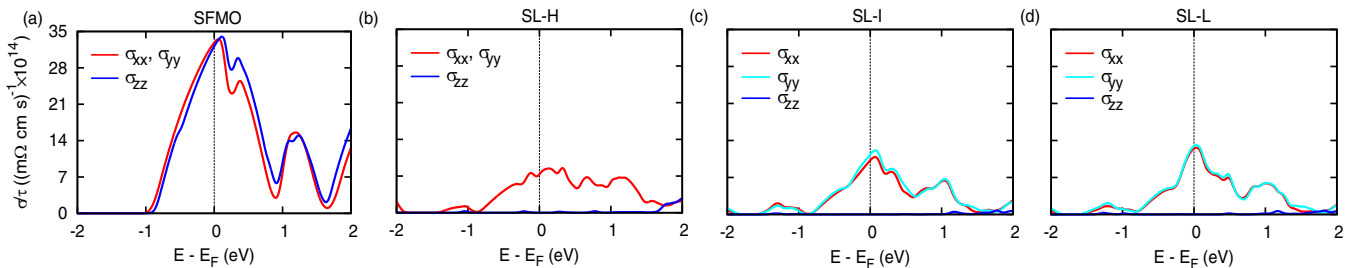 (a) SFMO
(b) SL-H
(c) SL-I
(d) SL-L
σ/τ ((mΩ cm s)⁻¹×10¹⁴)
35
28
21
14
7
0
σxx, σyy
σzz
σxx, σyy
σzz
σxx
σyy
σzz
σxx
σyy
σzz
-2 -1 0 1 2
-2 -1 0 1 2
-2 -1 0 1 2
-2 -1 0 1 2
E - EF (eV)
E - EF (eV)
E - EF (eV)
E - EF (eV)